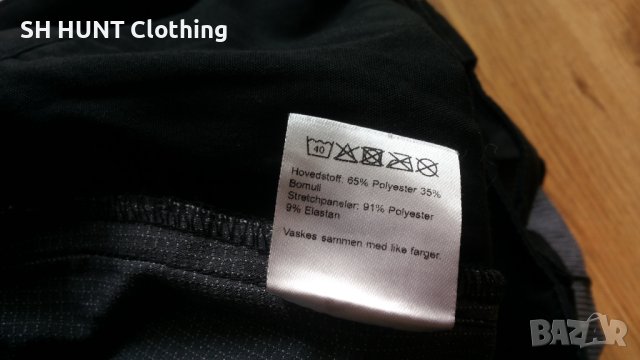 SH HUNT Clothing
40
Hovedstoff: 65% Polyester 35%
Bomull
Stretchpaneler: 91% Polyester
9% Elastan
Vaskes sammen med like farger.
BAZAR